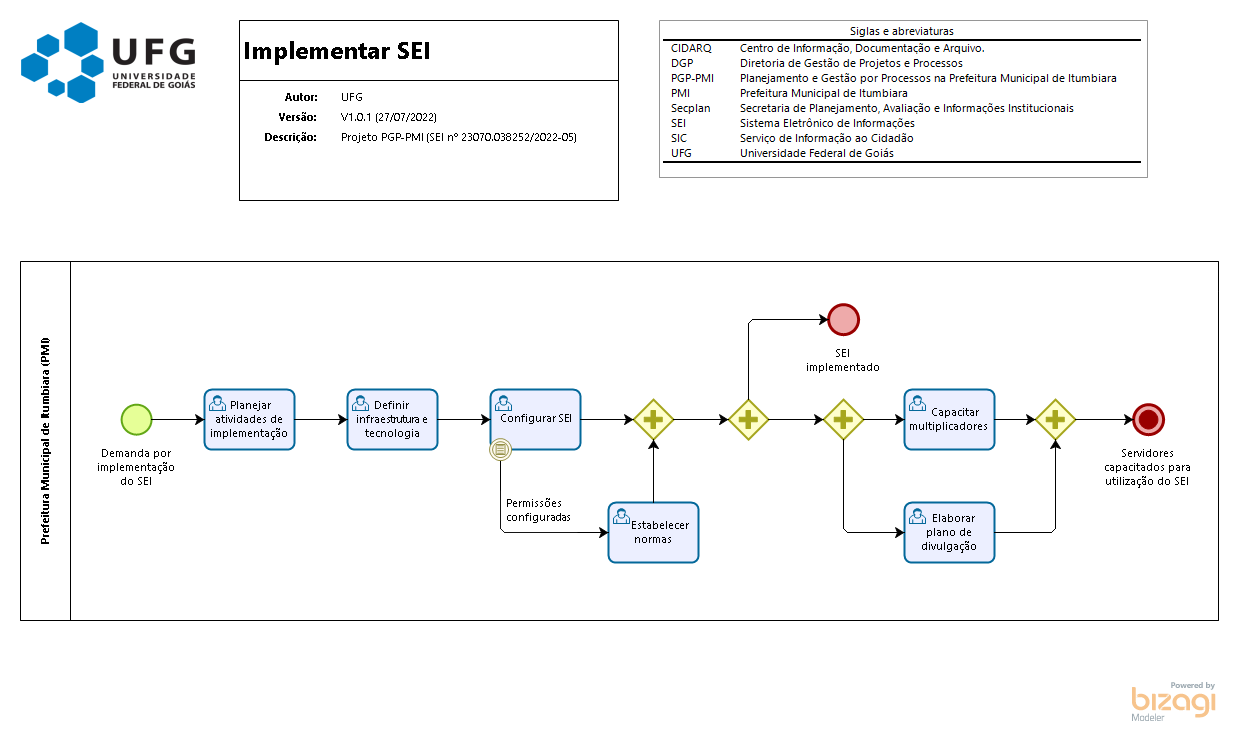 UFG
UNIVERSIDADE
FEDERAL DE GOIÁS
Implementar SEI
Autor: UFG
Versão: V1.0.1 (27/07/2022)
Descrição: Projeto PGP-PMI (SEI nº 23070.038252/2022-05)
Siglas e abreviaturas
CIDARQ Centro de Informação, Documentação e Arquivo.
DGP Diretoria de Gestão de Projetos e Processos
PGP-PMI Planejamento e Gestão por Processos na Prefeitura Municipal de Itumbiara
PMI Prefeitura Municipal de Itumbiara
Secplan Secretaria de Planejamento, Avaliação e Informações Institucionais
SEI Sistema Eletrônico de Informações
SIC Serviço de Informação ao Cidadão
UFG Universidade Federal de Goiás
Prefeitura Municipal de Itumbiara (PMI)
Demanda por
implementação
do SEI
Planejar
atividades de
implementação
Definir
infraestrutura e
tecnologia
Configurar SEI
Permissões
configuradas
Estabelecer
normas
SEI
implementado
Capacitar
multiplicadores
Elaborar
plano de
divulgação
Servidores
capacitados para
utilização do SEI
Powered by
bizagi
Modeler